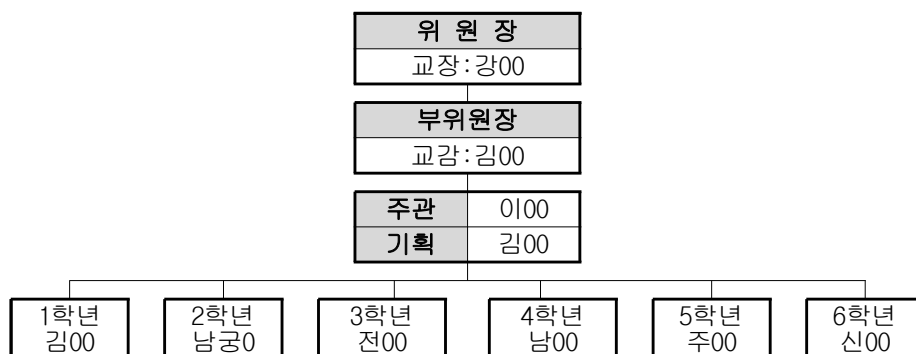 위 원 장
교장:강00
부위원장
교감:김00
주관 이00
기획 김00
1학년 2학년 3학년 4학년 5학년 6학년
김00 남궁0 전00 남00 주00 신00